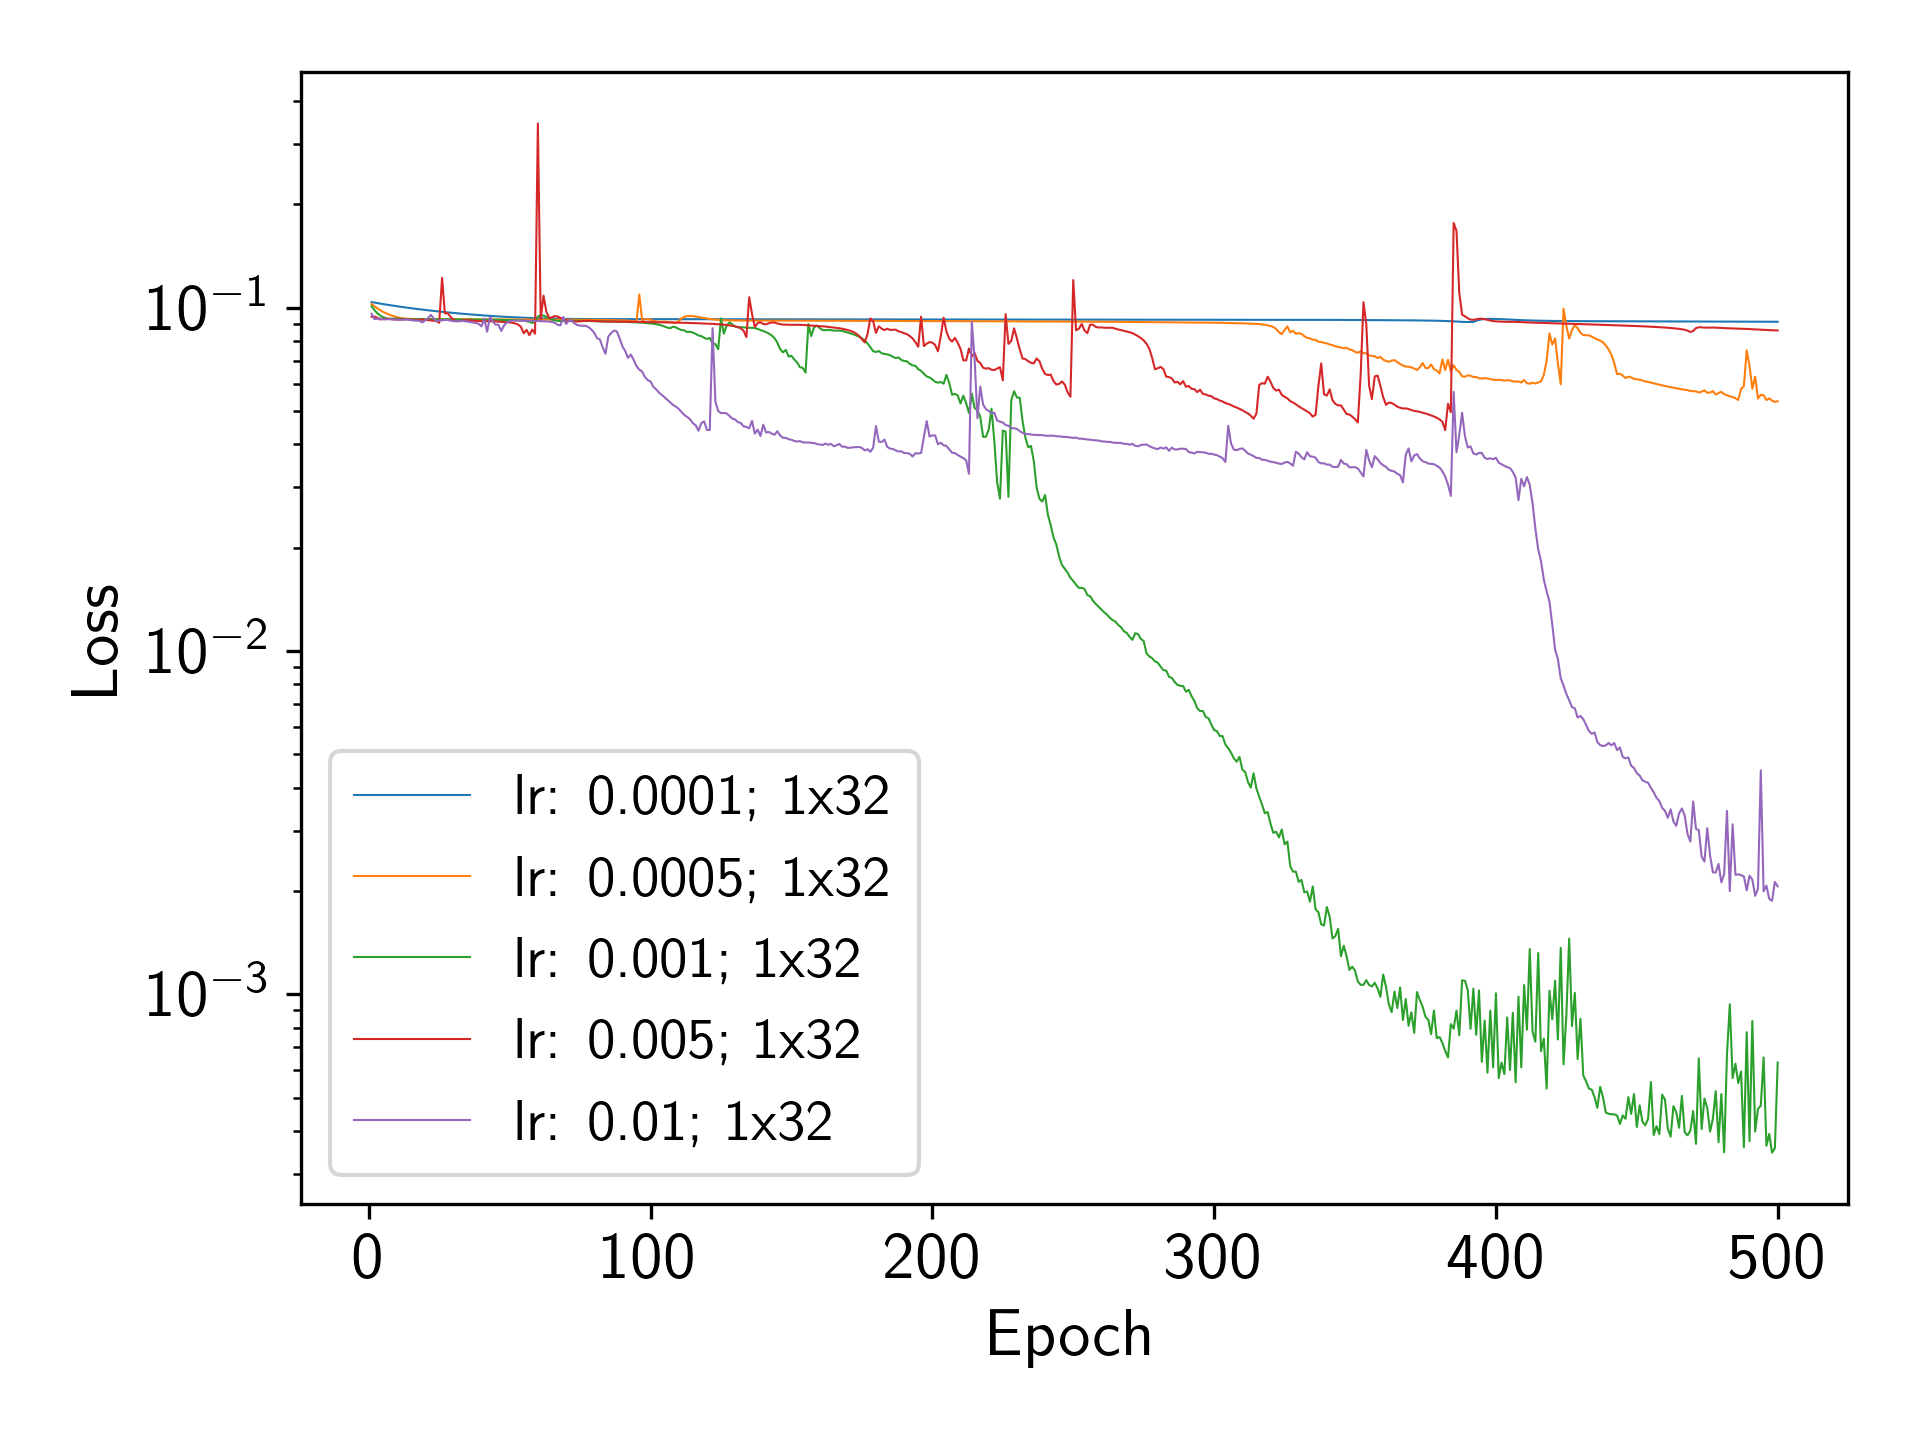 10⁻¹
10⁻²
10⁻³
Loss
lr: 0.0001; 1x32
lr: 0.0005; 1x32
lr: 0.001; 1x32
lr: 0.005; 1x32
lr: 0.01; 1x32
0 100 200 300 400 500
Epoch